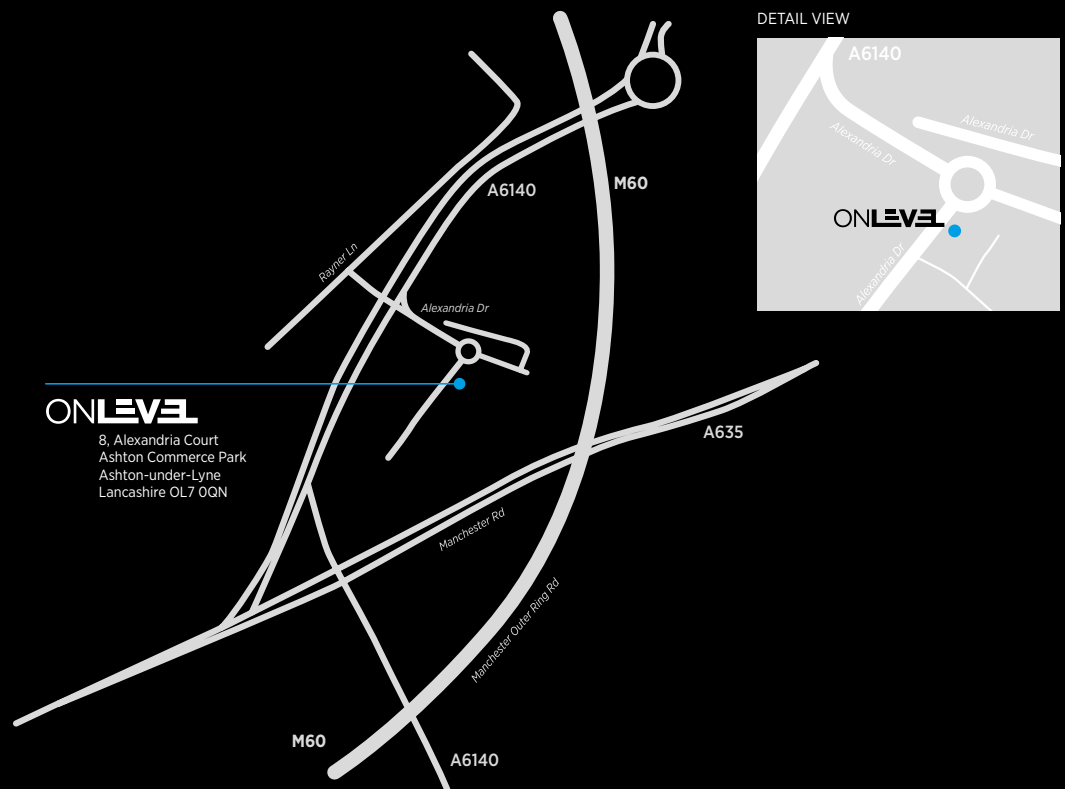 DETAIL VIEW
A6140
Alexandria Dr
Alexandria Dr
ONLEVEL
Alexandria Dr
A6140
M60
Rayner Ln
Alexandria Dr
ONLEVEL
8, Alexandria Court
Ashton Commerce Park
Ashton-under-Lyne
Lancashire OL7 0QN
A635
Manchester Rd
Manchester Outer Ring Rd
M60
A6140